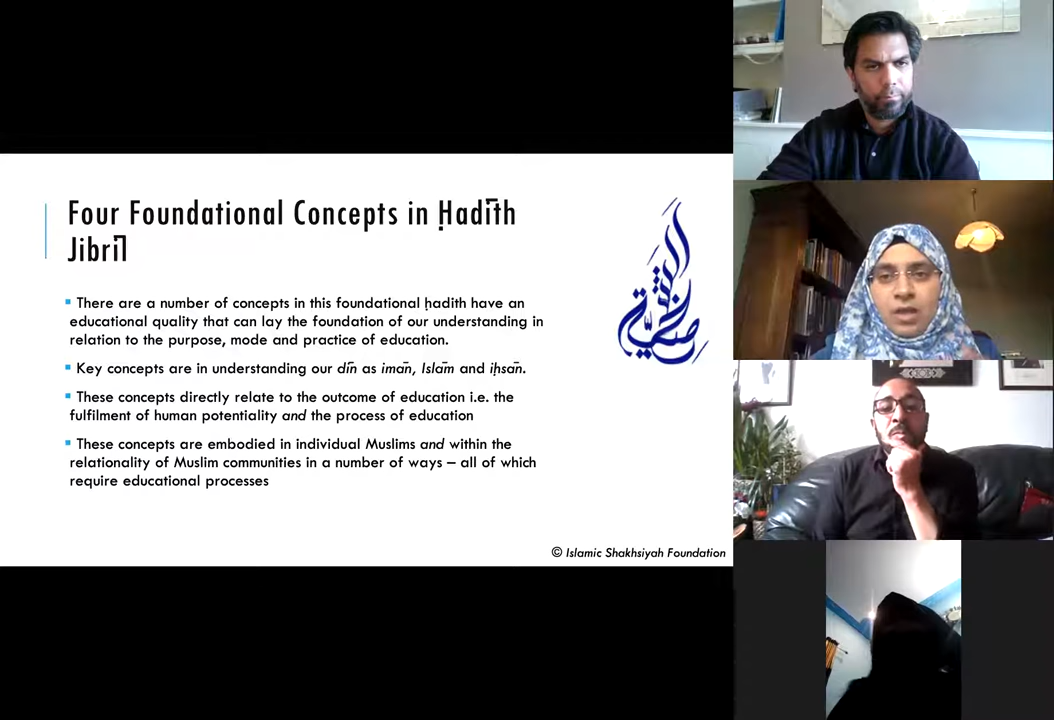 Four Foundational Concepts in Ḥadīth
Jibrīl
There are a number of concepts in this foundational ḥadith have an
educational quality that can lay the foundation of our understanding in
relation to the purpose, mode and practice of education.
Key concepts are in understanding our dīn as imān, Islām and iḥsān.
These concepts directly relate to the outcome of education i.e. the
fulfilment of human potentiality and the process of education
These concepts are embodied in individual Muslims and within the
relationality of Muslim communities in a number of ways – all of which
require educational processes
© Islamic Shakhsiyah Foundation